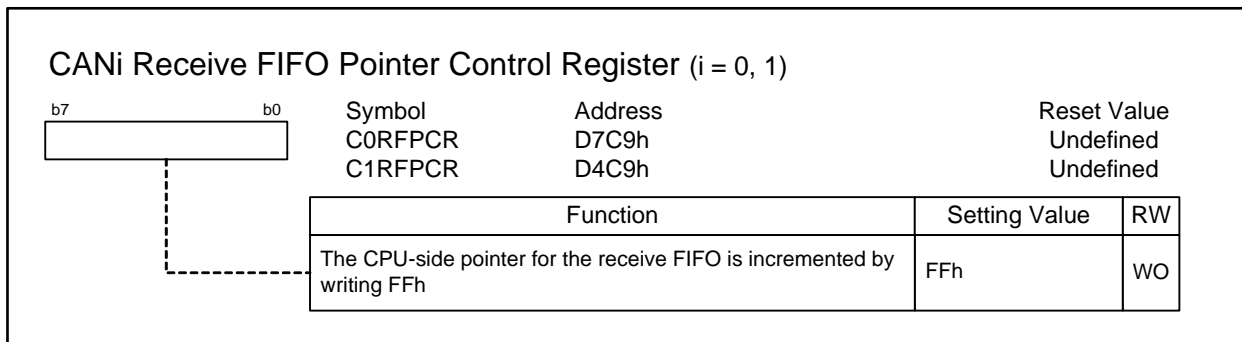 CANi Receive FIFO Pointer Control Register (i = 0, 1)
b7 b0 Symbol Address Reset Value
C0RFPCR D7C9h Undefined
C1RFPCR D4C9h Undefined
Function Setting Value RW
The CPU-side pointer for the receive FIFO is incremented by
writing FFh
FFh WO